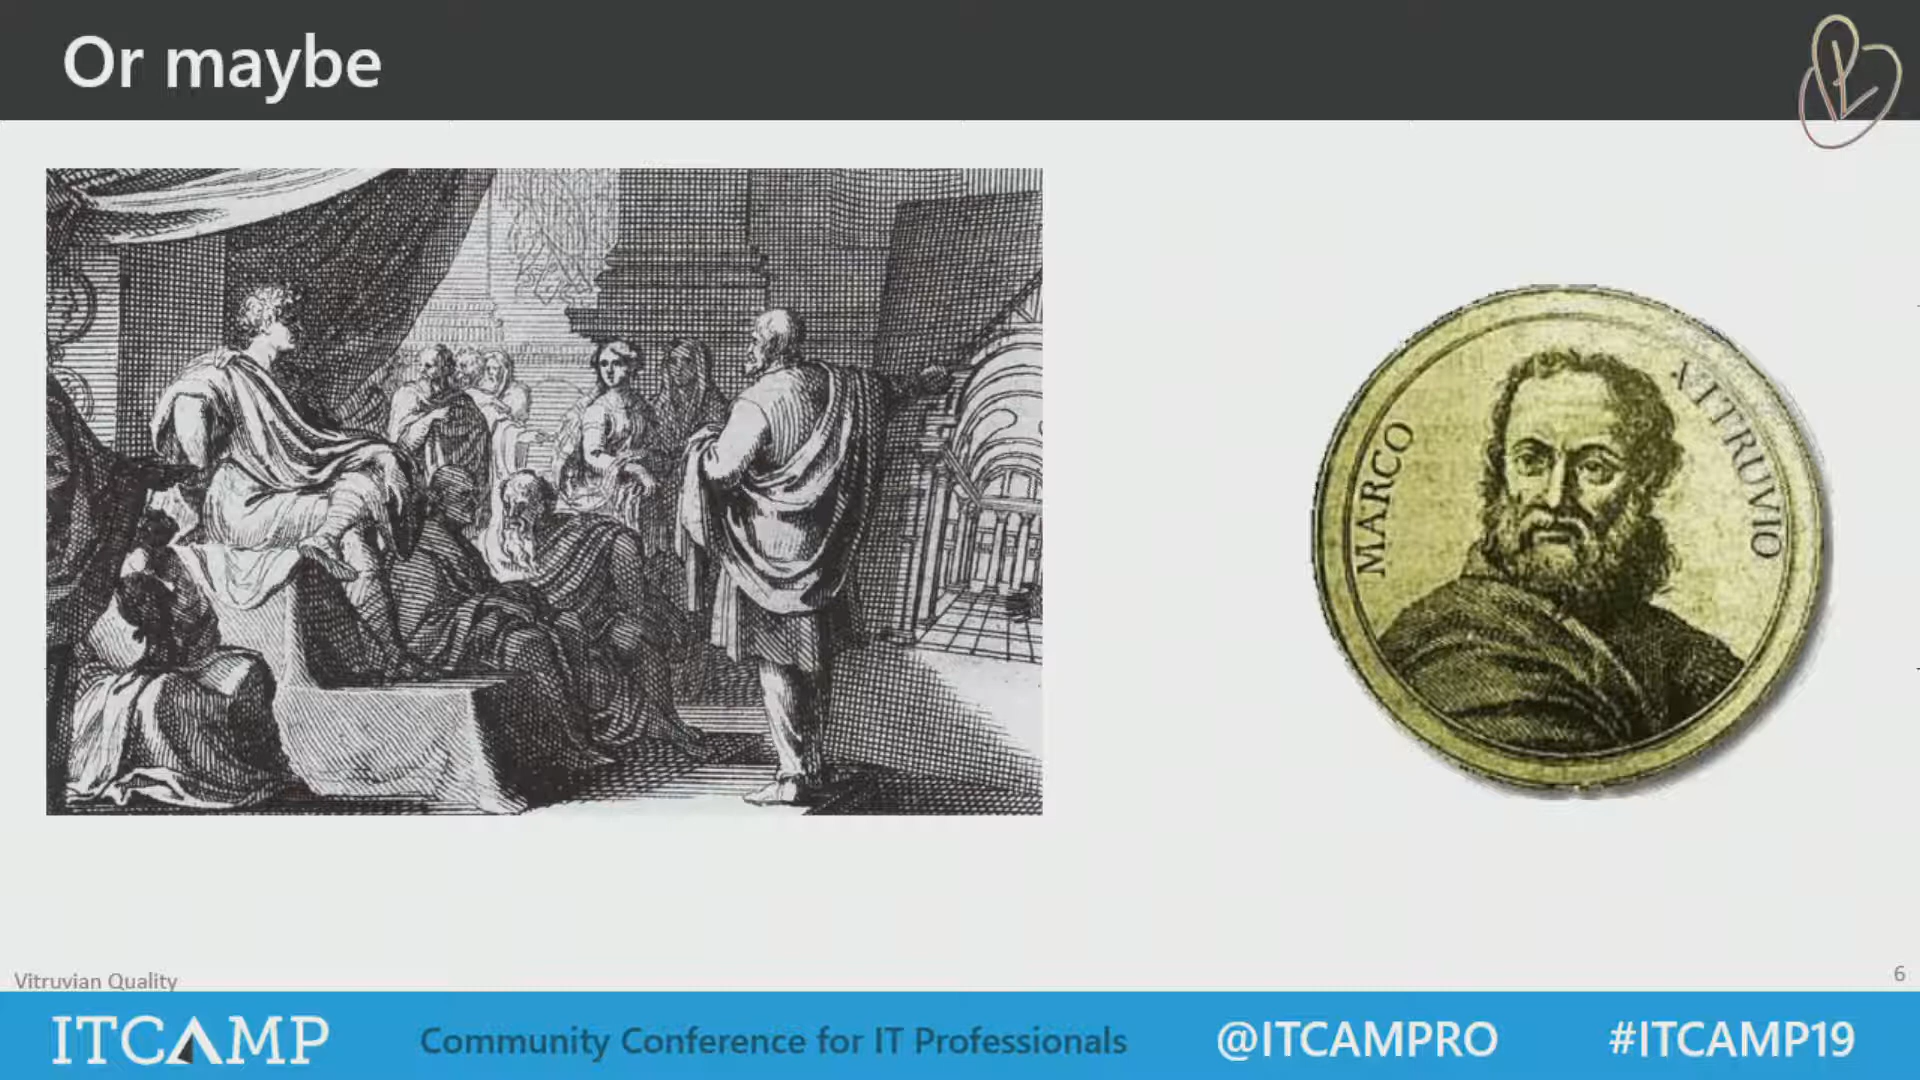 Or maybe
MARCO VITRUVIO
Vitruvian Quality
6
ITCAMP
Community Conference for IT Professionals
@ITCAMPRO
#ITCAMP19